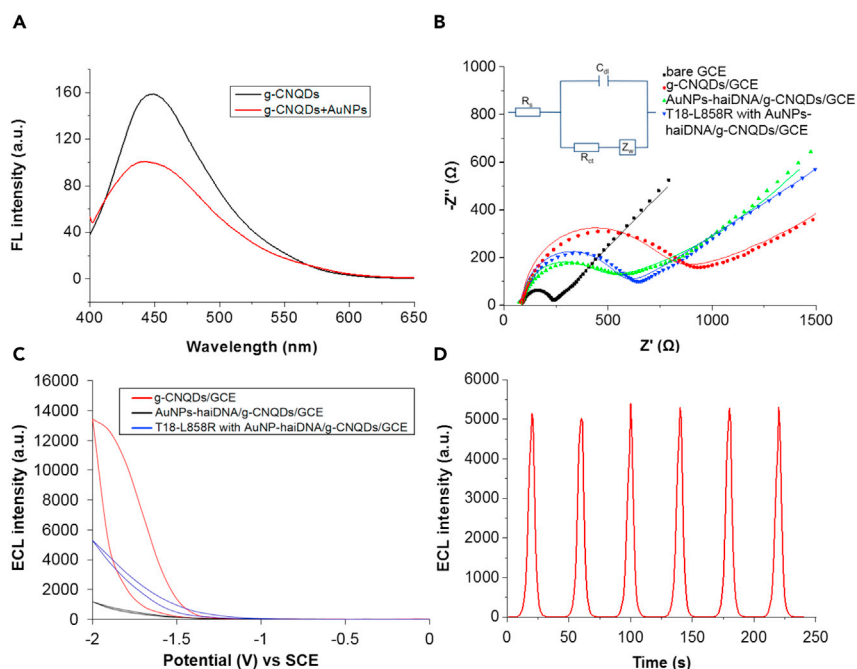 A
FL intensity (a.u.)
160
120
80
40
0
g-CNQDs
g-CNQDs+AuNPs
400
450
500
550
600
650
Wavelength (nm)
B
-Z'' (Ω)
1000
800
600
400
200
0
Rs
Cdl
Rct
Zw
bare GCE
g-CNQDs/GCE
AuNPs-haiDNA/g-CNQDs/GCE
T18-L858R with AuNPs-
haiDNA/g-CNQDs/GCE
0
500
1000
1500
Z' (Ω)
C
ECL intensity (a.u.)
16000
14000
12000
10000
8000
6000
4000
2000
0
g-CNQDs/GCE
AuNPs-haiDNA/g-CNQDs/GCE
T18-L858R with AuNP-haiDNA/g-CNQDs/GCE
-2
-1.5
-1
-0.5
0
Potential (V) vs SCE
D
ECL intensity (a.u.)
6000
5000
4000
3000
2000
1000
0
0
50
100
150
200
250
Time (s)